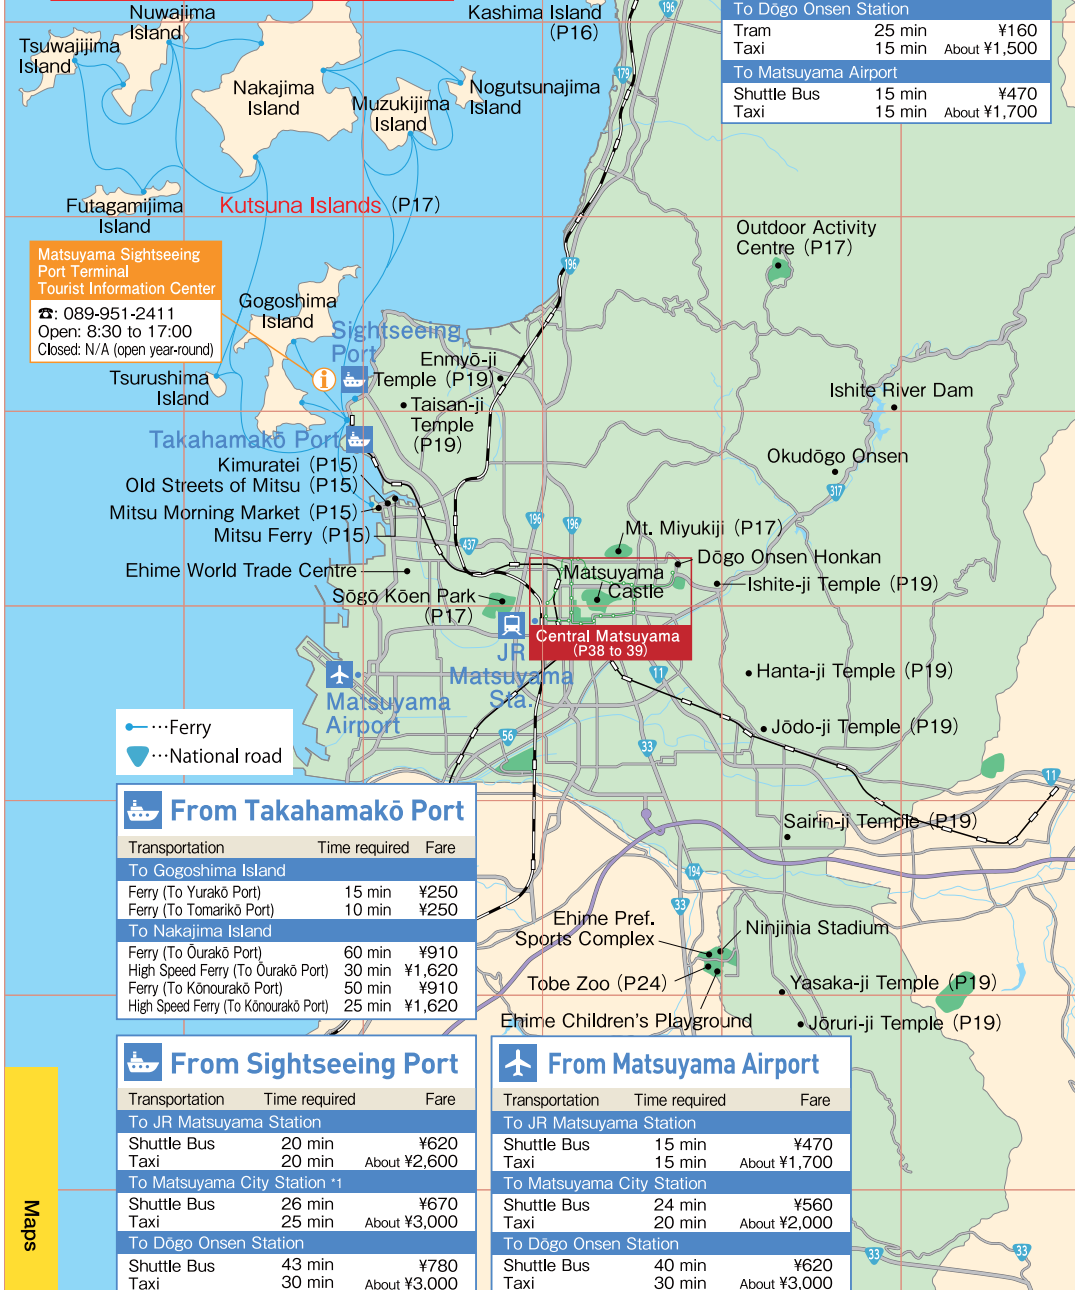 Nuwajima
Island
Tsuwajijima
Island
Nakajima
Island
Muzukijima
Island
Nogutsunajima
Island
Kashima Island
(P16)
196
179
To Dōgo Onsen Station
Tram 25 min ¥160
Taxi 15 min About ¥1,500
To Matsuyama Airport
Shuttle Bus 15 min ¥470
Taxi 15 min About ¥1,700
Futagamijima
Island
Kutsuna Islands (P17)
Outdoor Activity
Centre (P17)
196
Matsuyama Sightseeing
Port Terminal
Tourist Information Center
☎: 089-951-2411
Open: 8:30 to 17:00
Closed: N/A (open year-round)
Gogoshima
Island
Sightseeing
Port
i
Tsurushima
Island
Enmyō-ji
Temple (P19)
Taisan-ji
Temple
(P19)
Ishite River Dam
Takahamakō Port
Kimuratei (P15)
Old Streets of Mitsu (P15)
Mitsu Morning Market (P15)
Mitsu Ferry (P15)
Okudōgo Onsen
317
196
196
437
Mt. Miyukiji (P17)
Dōgo Onsen Honkan
Ehime World Trade Centre
Matsuyama
Castle
Ishite-ji Temple (P19)
Sōgō Kōen Park
(P17)
Central Matsuyama
(P38 to 39)
JR
Matsuyama
Sta.
11
Hanta-ji Temple (P19)
Matsuyama
Airport
Jōdo-ji Temple (P19)
56
33
11
…Ferry
…National road
From Takahamakō Port
Transportation Time required Fare
To Gogoshima Island
Ferry (To Yurakō Port) 15 min ¥250
Ferry (To Tomarikō Port) 10 min ¥250
To Nakajima Island
Ferry (To Ōurakō Port) 60 min ¥910
High Speed Ferry (To Ōurakō Port) 30 min ¥1,620
Ferry (To Kōnourakō Port) 50 min ¥910
High Speed Ferry (To Kōnourakō Port) 25 min ¥1,620
Sairin-ji Temple (P19)
194
33
Ehime Pref.
Sports Complex
Ninjinia Stadium
Tobe Zoo (P24)
Yasaka-ji Temple (P19)
Ehime Children's Playground
Jōruri-ji Temple (P19)
From Sightseeing Port
Transportation Time required Fare
To JR Matsuyama Station
Shuttle Bus 20 min ¥620
Taxi 20 min About ¥2,600
To Matsuyama City Station *1
Shuttle Bus 26 min ¥670
Taxi 25 min About ¥3,000
To Dōgo Onsen Station
Shuttle Bus 43 min ¥780
Taxi 30 min About ¥3,000
From Matsuyama Airport
Transportation Time required Fare
To JR Matsuyama Station
Shuttle Bus 15 min ¥470
Taxi 15 min About ¥1,700
To Matsuyama City Station
Shuttle Bus 24 min ¥560
Taxi 20 min About ¥2,000
To Dōgo Onsen Station
Shuttle Bus 40 min ¥620
Taxi 30 min About ¥3,000
33
33
Maps